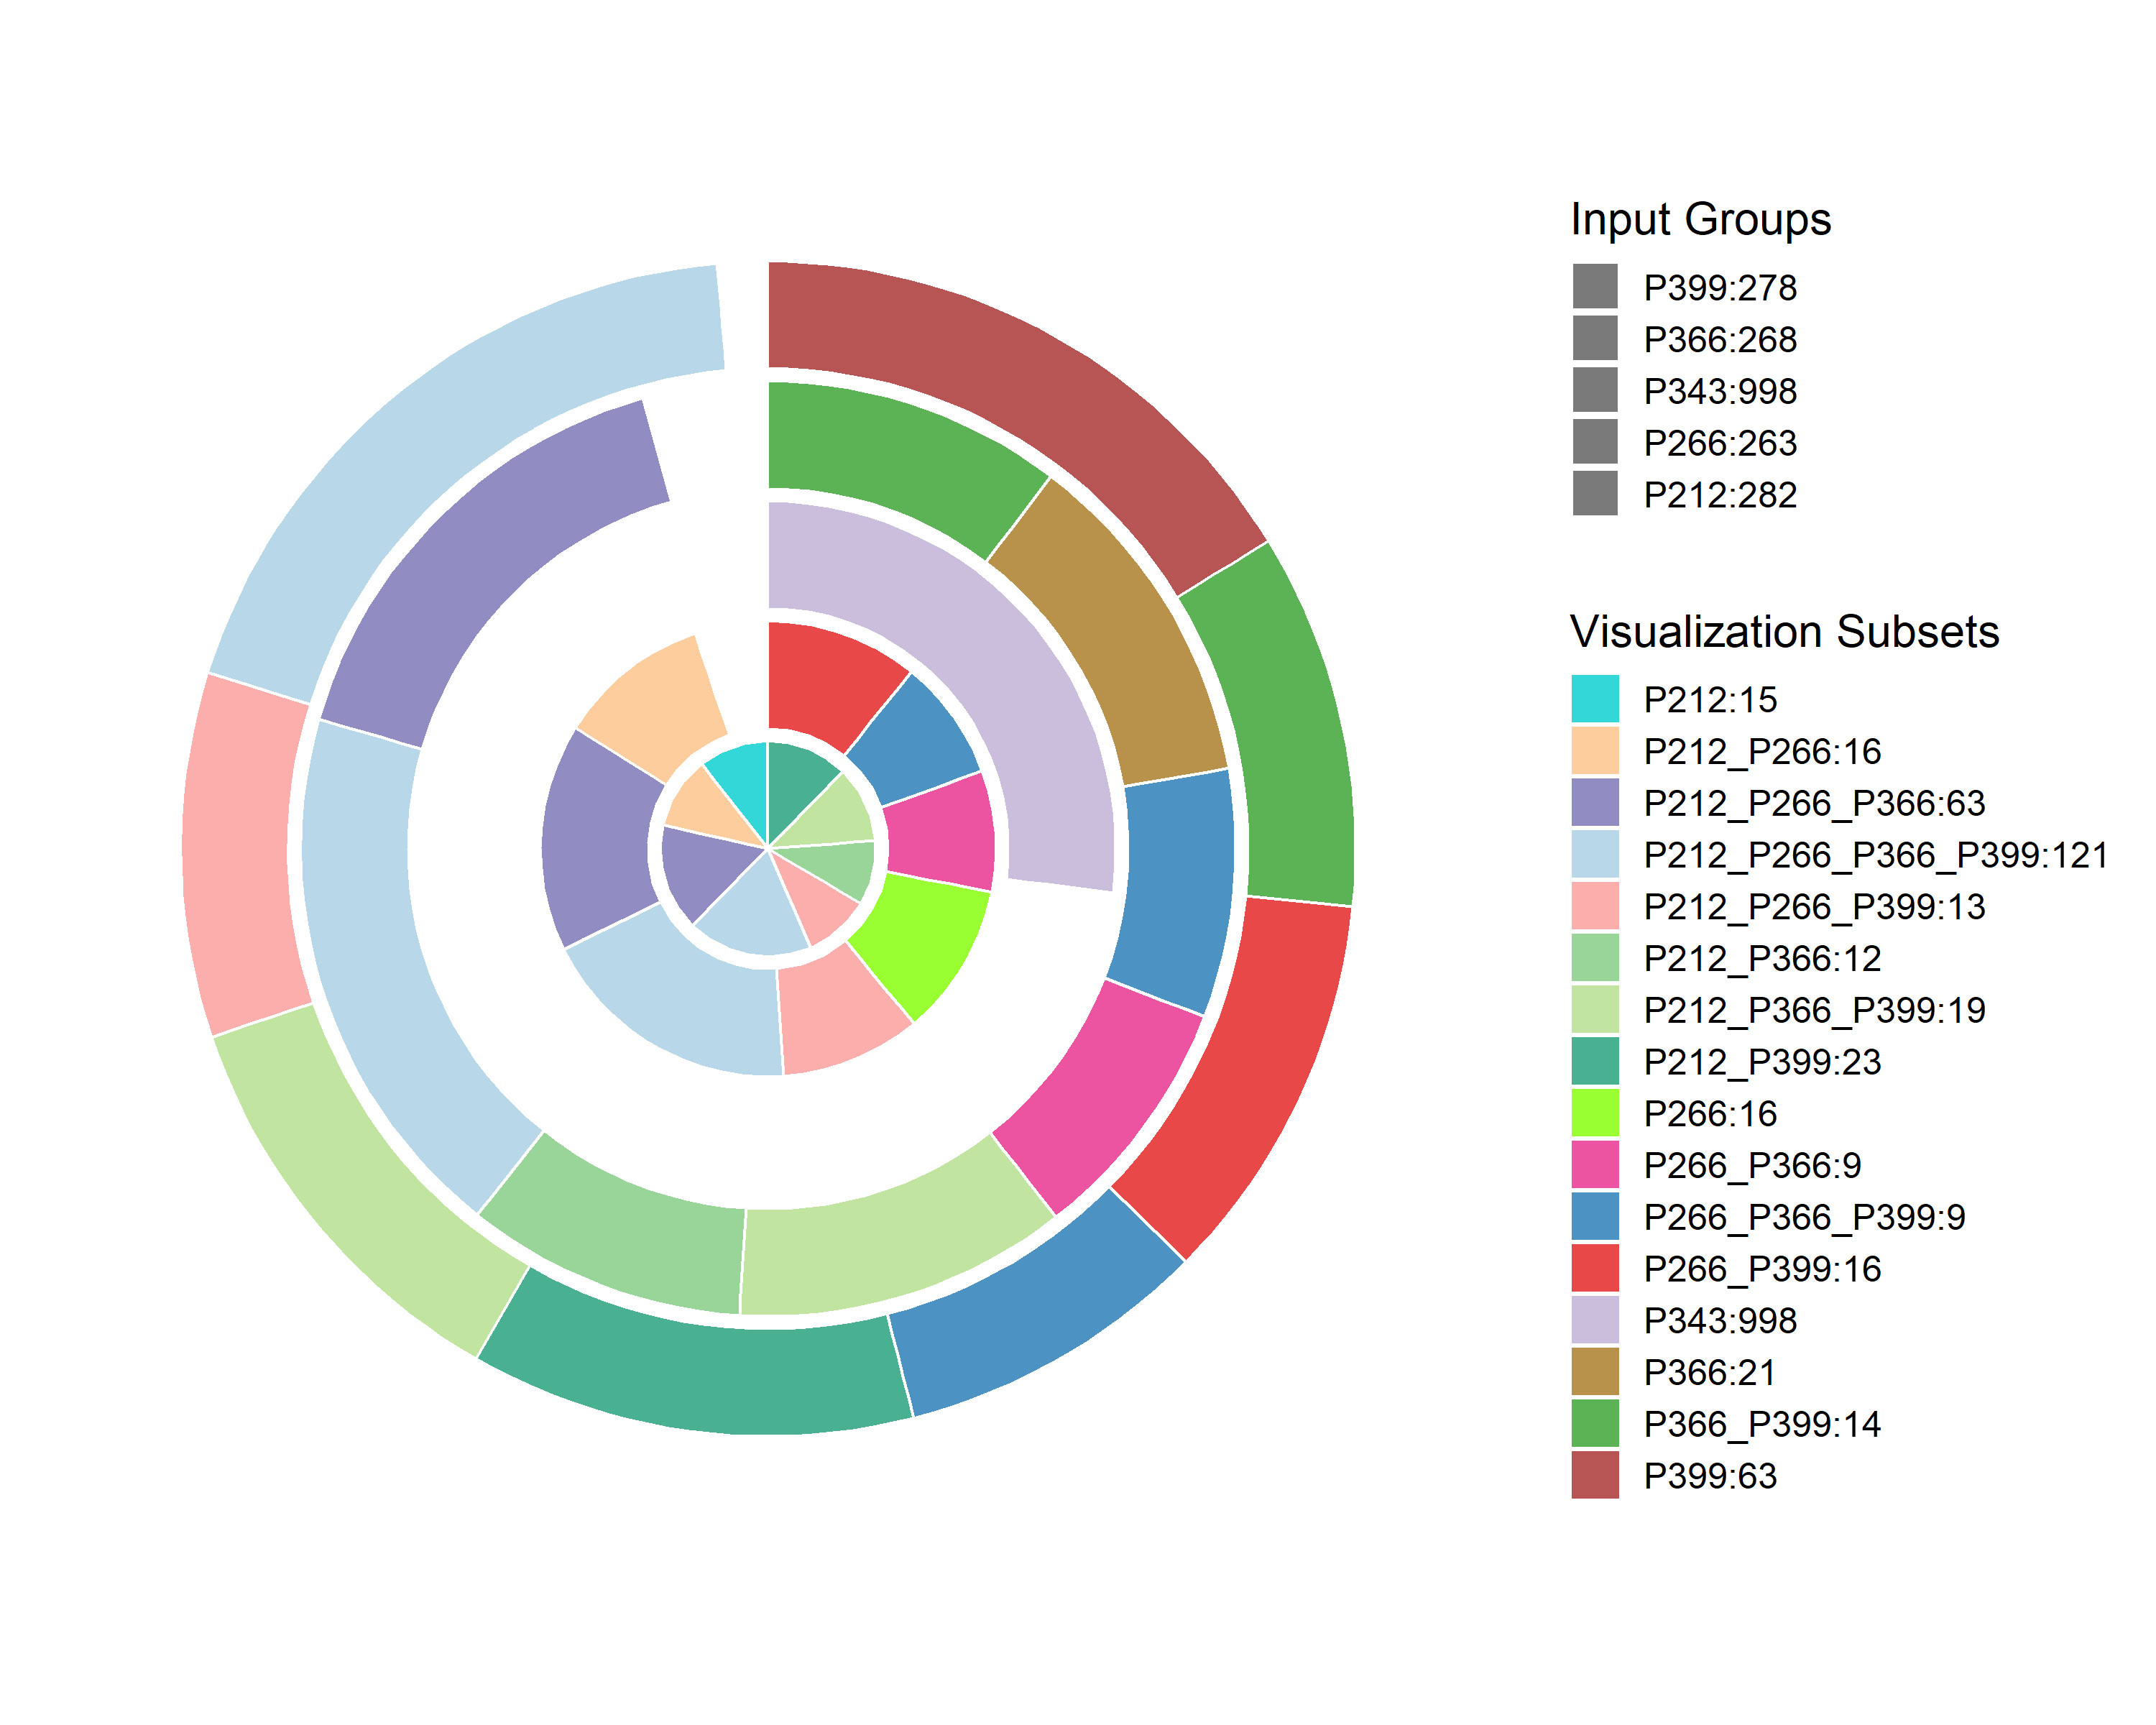 Input Groups
P399:278
P366:268
P343:998
P266:263
P212:282
Visualization Subsets
P212:15
P212_P266:16
P212_P266_P366:63
P212_P266_P366_P399:121
P212_P266_P399:13
P212_P366:12
P212_P366_P399:19
P212_P399:23
P266:16
P266_P366:9
P266_P366_P399:9
P266_P399:16
P343:998
P366:21
P366_P399:14
P399:63